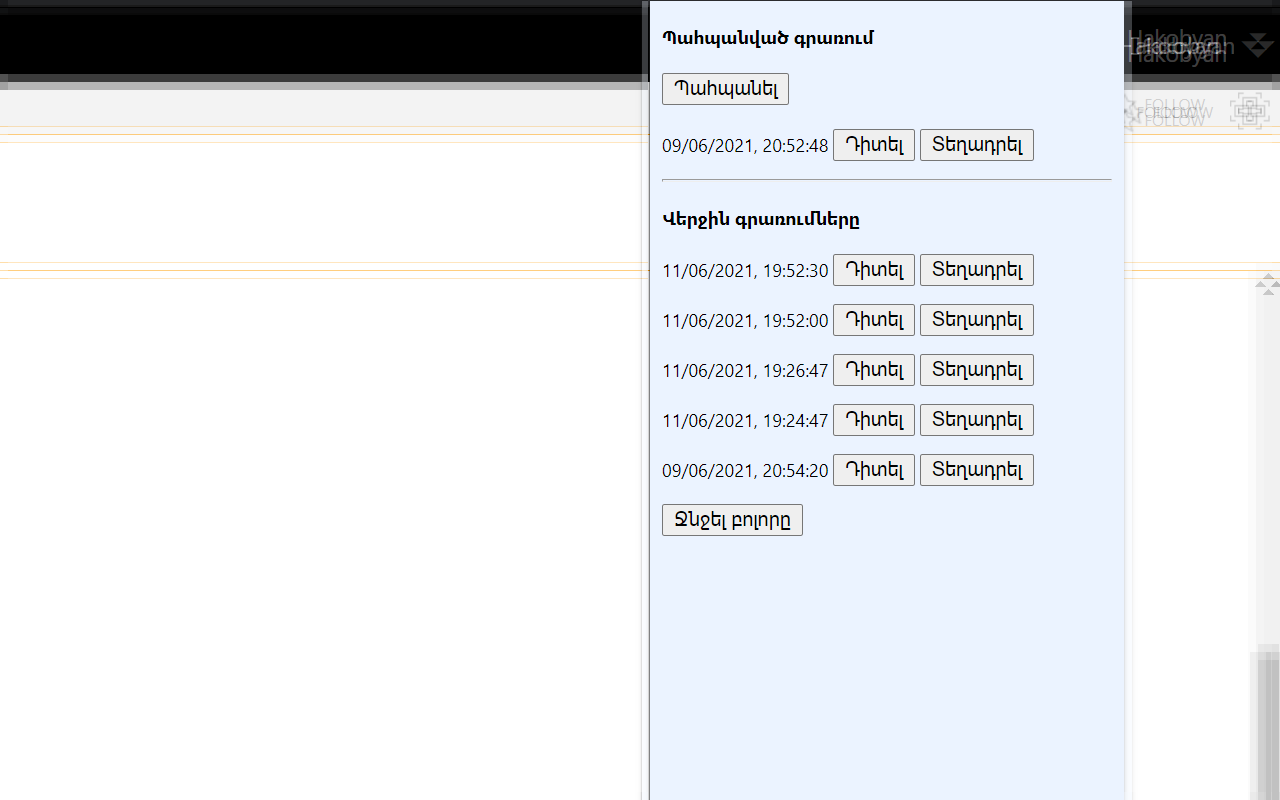 Պահպանված գրառում
Hakobyan
Պահպանել
FOLLOW
09/06/2021, 20:52:48 Դիտել Տեղադրել
Վերջին գրառումները
11/06/2021, 19:52:30 Դիտել Տեղադրել
11/06/2021, 19:52:00 Դիտել Տեղադրել
11/06/2021, 19:26:47 Դիտել Տեղադրել
11/06/2021, 19:24:47 Դիտել Տեղադրել
09/06/2021, 20:54:20 Դիտել Տեղադրել
Ջնջել բոլորը